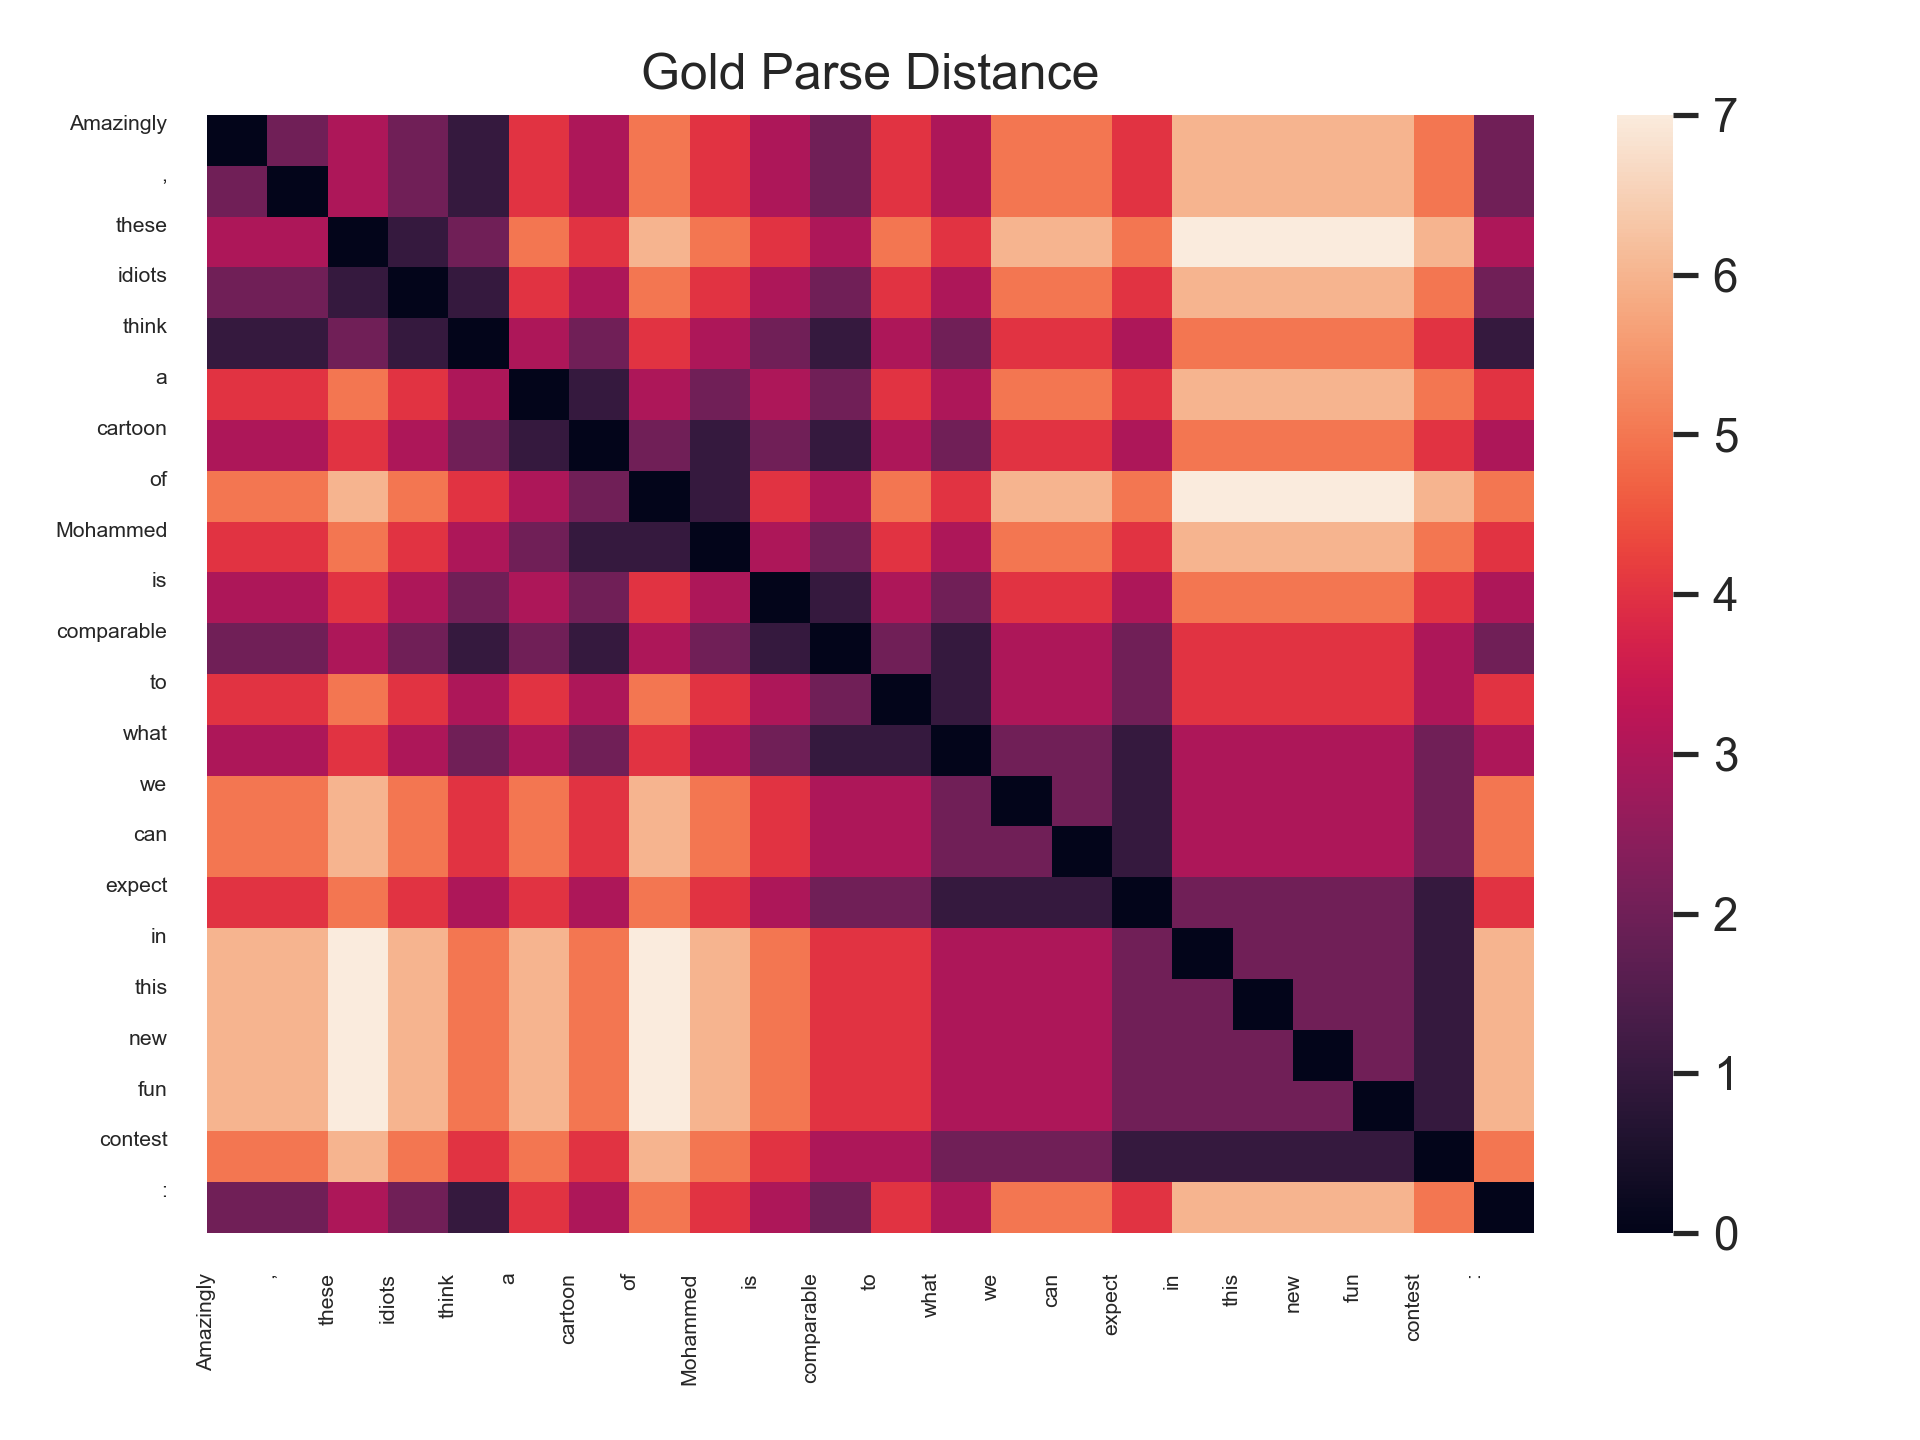 Gold Parse Distance
Amazingly
,
these
idiots
think
a
cartoon
of
Mohammed
is
comparable
to
what
we
can
expect
in
this
new
fun
contest
:
Amazingly
,
these
idiots
think
a
cartoon
of
Mohammed
is
comparable
to
what
we
can
expect
in
this
new
fun
contest
:
7
6
5
4
3
2
1
0